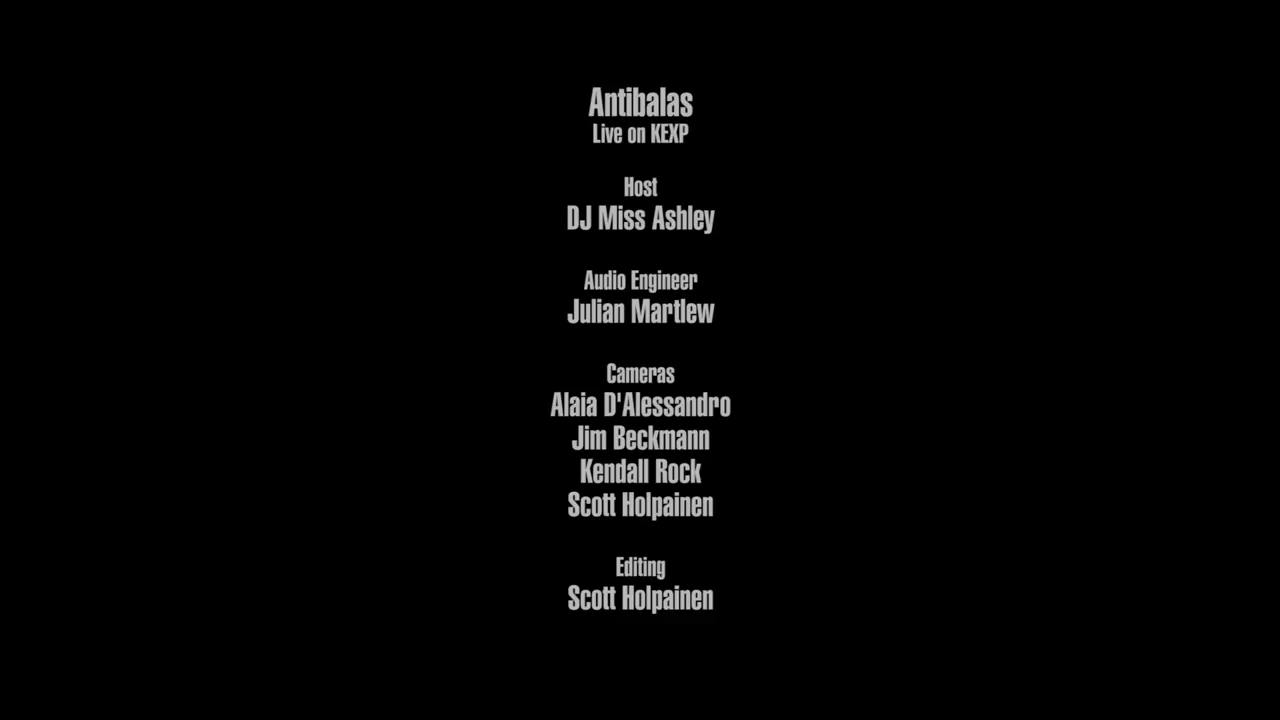 Antibalas
Live on KEXP
Host
DJ Miss Ashley
Audio Engineer
Julian Martlew
Cameras
Alaia D'Alessandro
Jim Beckmann
Kendall Rock
Scott Holpainen
Editing
Scott Holpainen